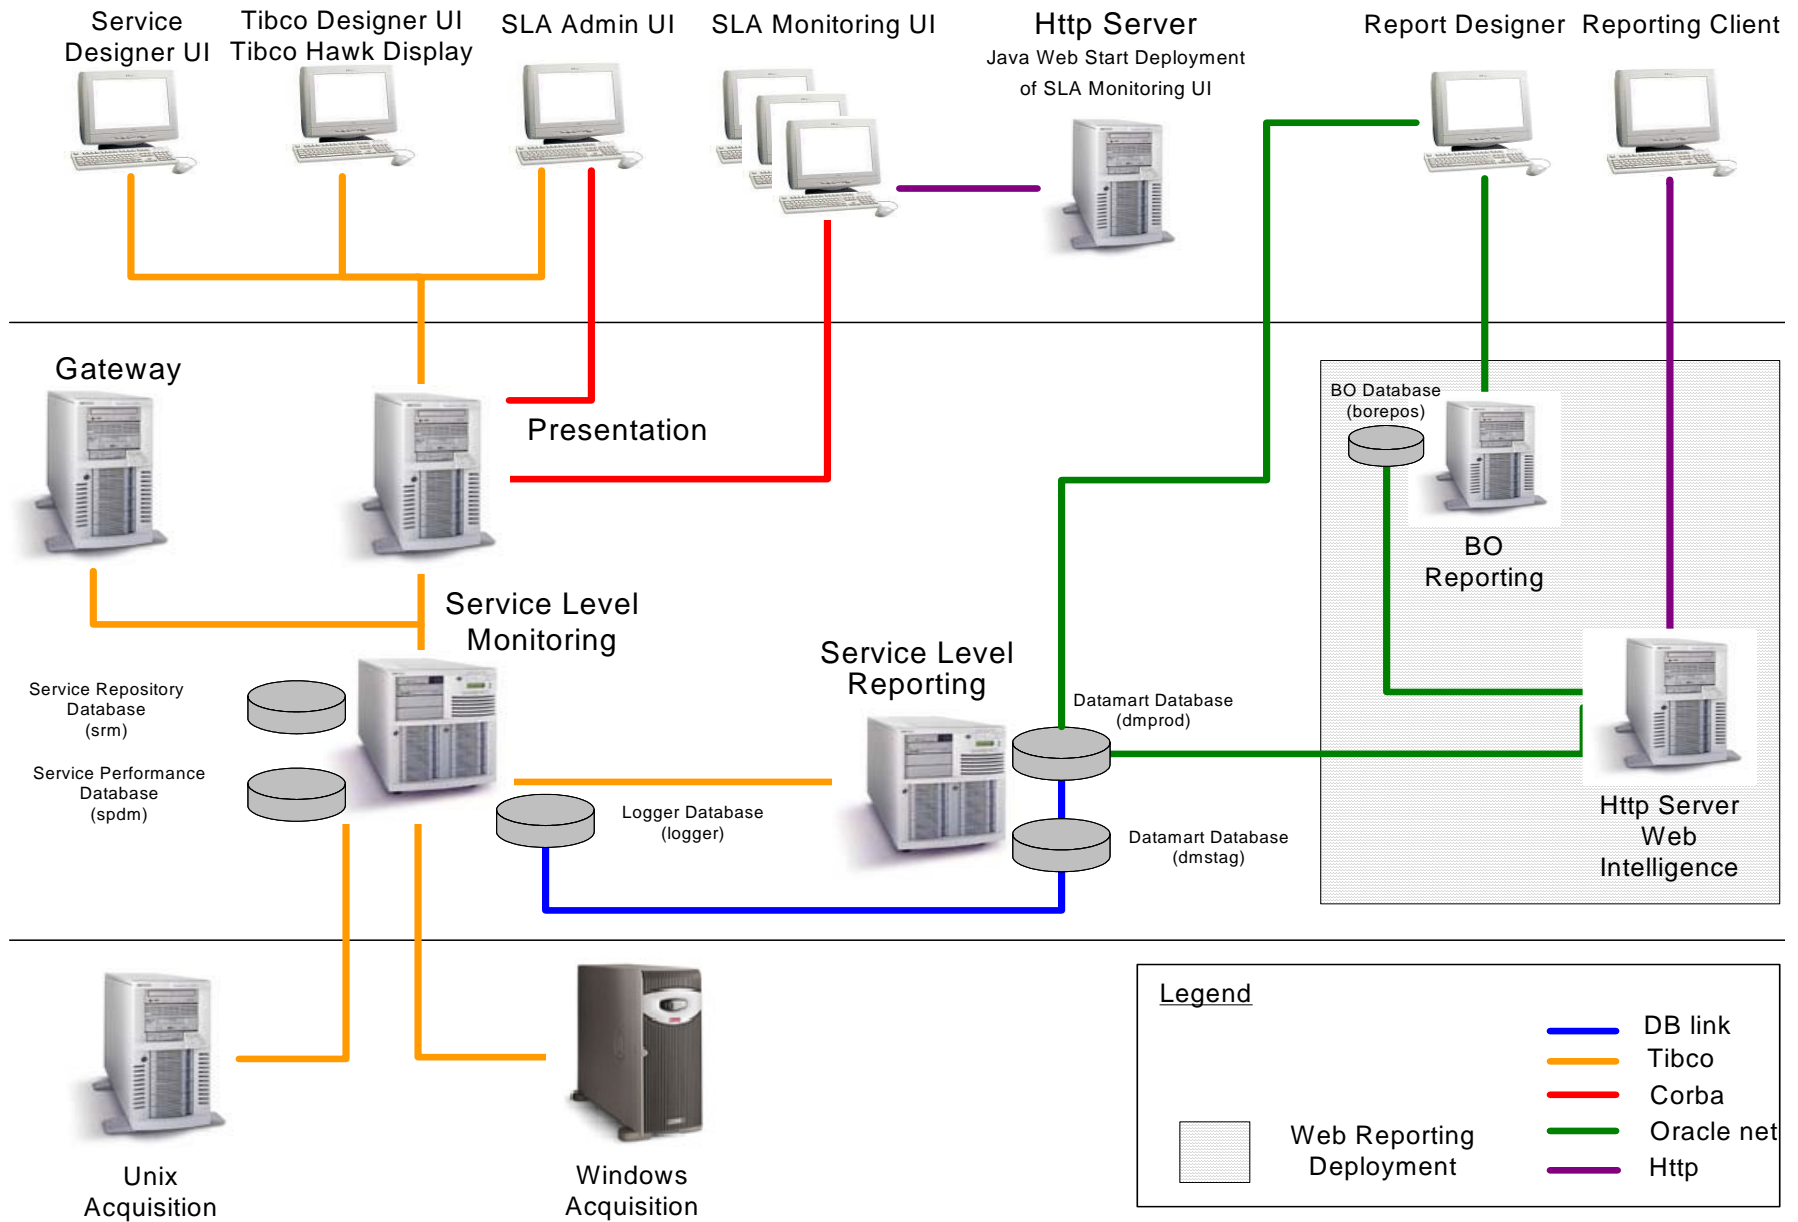 Service
Designer UI
Tibco Designer UI
Tibco Hawk Display
SLA Admin UI
SLA Monitoring UI
Http Server
Java Web Start Deployment
of SLA Monitoring UI
Report Designer
Reporting Client
Gateway
Presentation
BO Database
(borepos)
BO
Reporting
Service Level
Monitoring
Service Level
Reporting
Service Repository
Database
(srm)
Service Performance
Database
(spdm)
Logger Database
(logger)
Datamart Database
(dmprod)
Datamart Database
(dmstag)
Http Server
Web
Intelligence
Unix
Acquisition
Windows
Acquisition
Legend
DB link
Tibco
Corba
Oracle net
Http
Web Reporting
Deployment